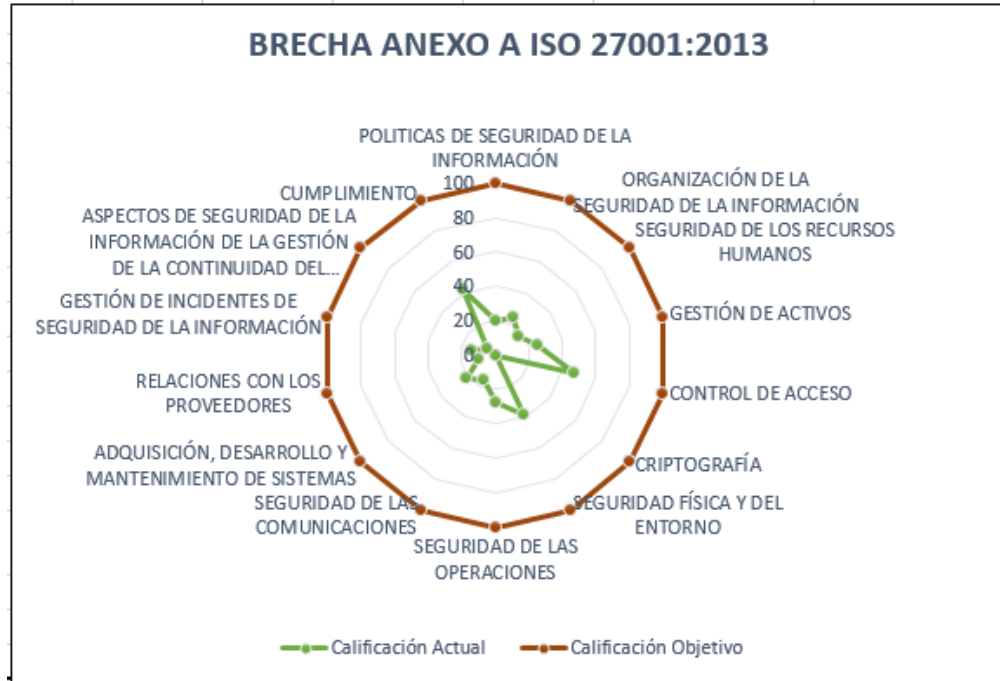 BRECHA ANEXO A ISO 27001:2013
POLITICAS DE SEGURIDAD DE LA
INFORMACIÓN
ORGANIZACIÓN DE LA
SEGURIDAD DE LA INFORMACIÓN
SEGURIDAD DE LOS RECURSOS
HUMANOS
GESTIÓN DE ACTIVOS
CONTROL DE ACCESO
CRIPTOGRAFÍA
SEGURIDAD FÍSICA Y DEL
ENTORNO
SEGURIDAD DE LAS
OPERACIONES
SEGURIDAD DE LAS
COMUNICACIONES
ADQUISICIÓN, DESARROLLO Y
MANTENIMIENTO DE SISTEMAS
RELACIONES CON LOS
PROVEEDORES
GESTIÓN DE INCIDENTES DE
SEGURIDAD DE LA INFORMACIÓN
ASPECTOS DE SEGURIDAD DE LA
INFORMACIÓN DE LA GESTIÓN
DE LA CONTINUIDAD DEL...
CUMPLIMIENTO
100
80
60
40
20
0
Calificación Actual
Calificación Objetivo